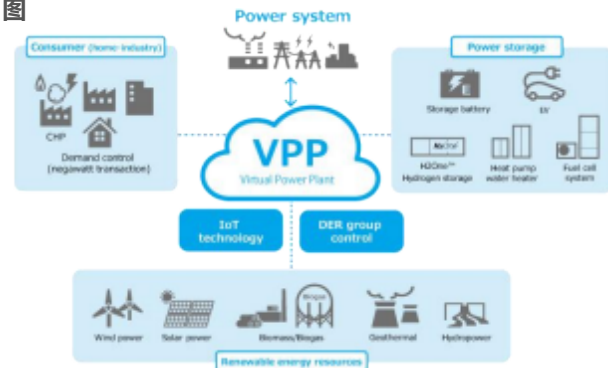 图
Power system
Consumer (home·industry)
CHP
Demand control
(negawatt transaction)
Power storage
Storage battery
EV
H2One™
Hydrogen storage
Heat pump
water heater
Fuel cell
system
VPP
Virtual Power Plant
IoT
technology
DER group
control
Wind power
Solar power
Biogas
Biomass/Biogas
Geothermal
Hydropower
Renewable energy resources